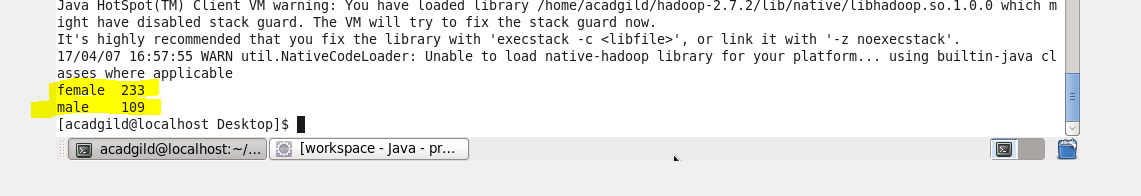 Java HotSpot(TM) Client VM warning: You have loaded library /home/acadgild/hadoop-2.7.2/lib/native/libhadoop.so.1.0.0 which m
ight have disabled stack guard. The VM will try to fix the stack guard now.
It's highly recommended that you fix the library with 'execstack -c <libfile>', or link it with '-z noexecstack'.
17/04/07 16:57:55 WARN util.NativeCodeLoader: Unable to load native-hadoop library for your platform... using builtin-java cl
asses where applicable
female  233
male    109
[acadgild@localhost Desktop]$
acadgild@localhost:~/... [workspace - Java - pr...